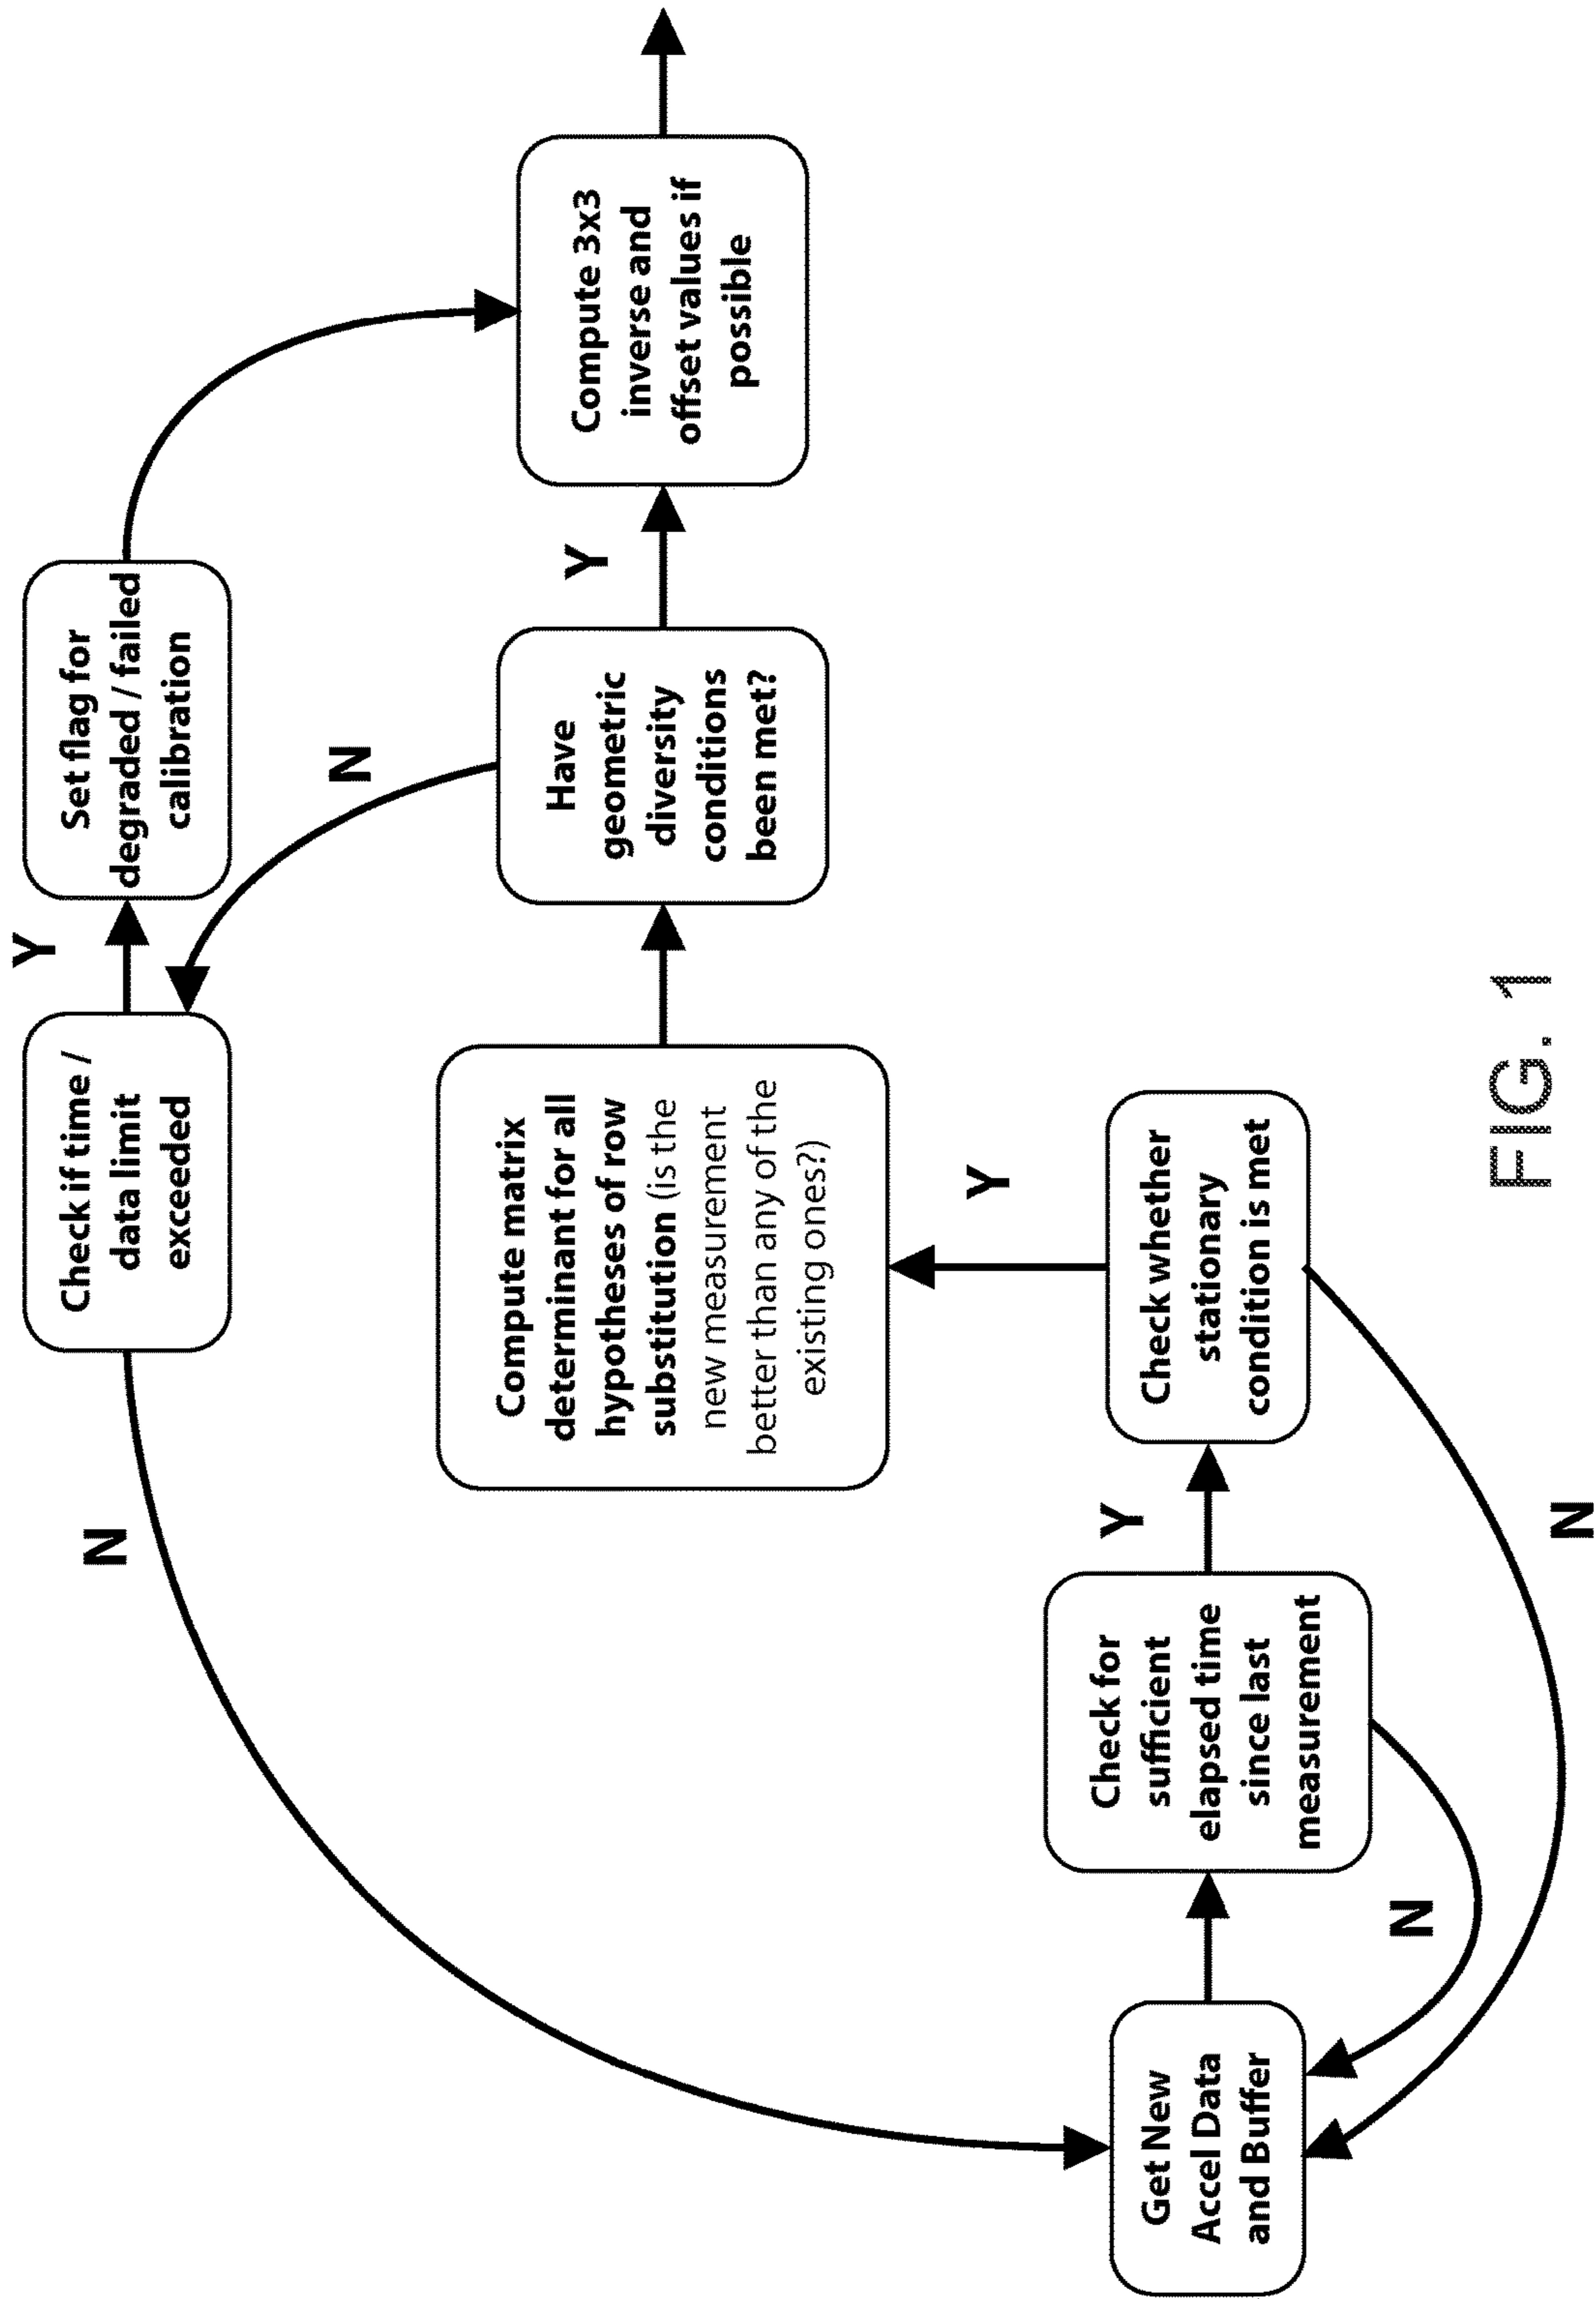 Check if time /
data limit
exceeded
Y
Set flag for
degraded / failed
calibration
N
N
Compute matrix
determinant for all
hypotheses of row
substitution (is the
new measurement
better than any of the
existing ones?)
Have
geometric
diversity
conditions
been met?
Y
Compute 3x3
inverse and
offset values if
possible
Y
Get New
Accel Data
and Buffer
Check for
sufficient
elapsed time
since last
measurement
Y
Check whether
stationary
condition is met
N
N
FIG. 1